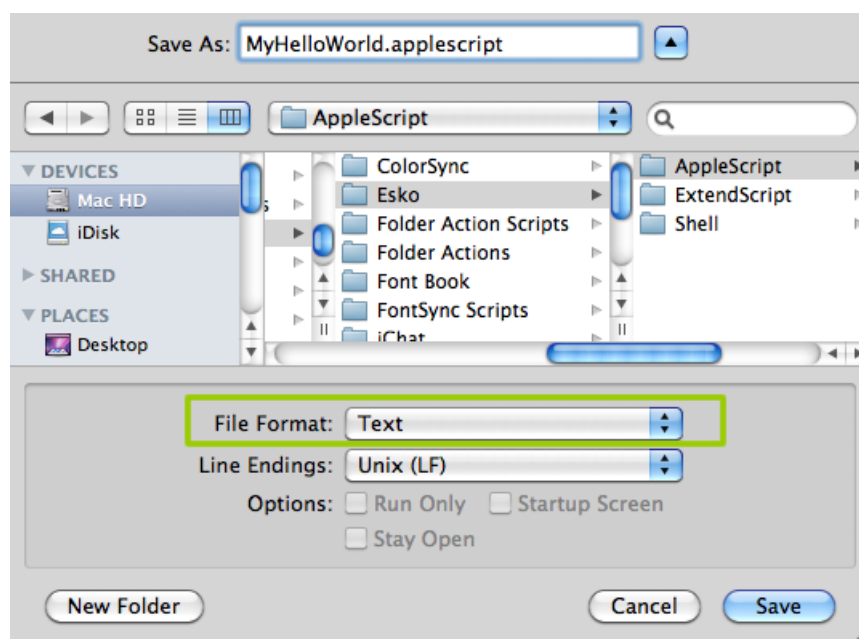 Save As: MyHelloWorld.applescript
AppleScript
DEVICES
Mac HD
iDisk
SHARED
PLACES
Desktop
s
ColorSync
Esko
Folder Action Scripts
Folder Actions
Font Book
FontSync Scripts
iChat
AppleScript
ExtendScript
Shell
File Format: Text
Line Endings: Unix (LF)
Options: Run Only Startup Screen
Stay Open
New Folder Cancel Save